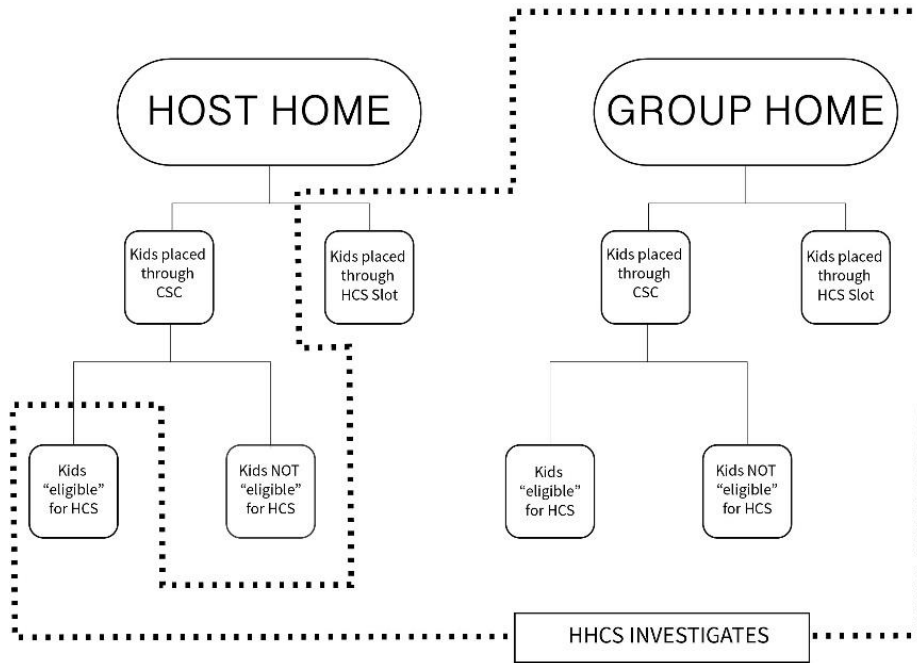 HOST HOME
GROUP HOME
Kids placed
through
CSC
Kids placed
through
HCS Slot
Kids placed
through
CSC
Kids placed
through
HCS Slot
Kids
“eligible”
for HCS
Kids NOT
“eligible”
for HCS
Kids
“eligible”
for HCS
Kids NOT
“eligible”
for HCS
HHCS INVESTIGATES